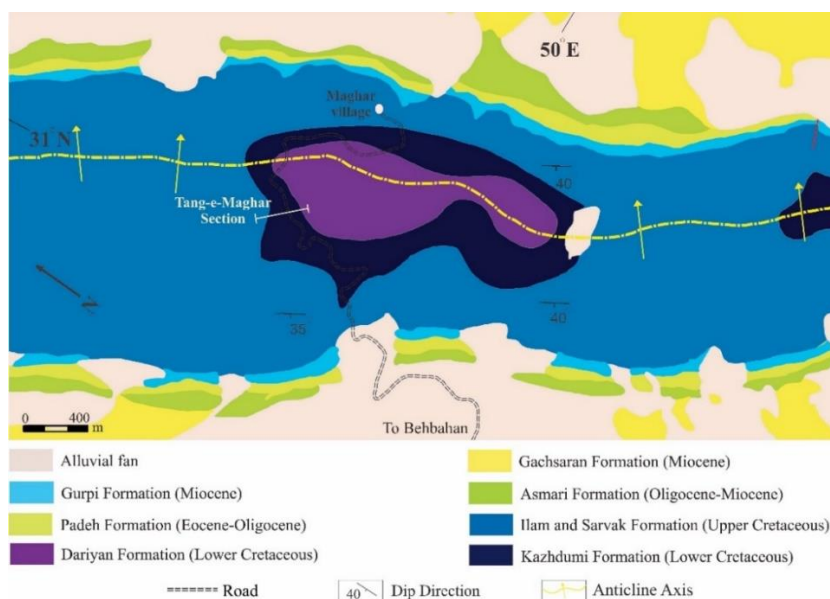 50 °E
Maghar
village
31° N
40
Tang-e-Maghar
Section
N
35
40
0 400
m
To Behbahan
Alluvial fan
Gachsaran Formation (Miocene)
Gurpi Formation (Miocene)
Asmari Formation (Oligocene-Miocene)
Padeh Formation (Eocene-Oligocene)
Ilam and Sarvak Formation (Upper Cretaceous)
Dariyan Formation (Lower Cretaceous)
Kazhdumi Formation (Lower Cretaceous)
Road
40 Dip Direction
Anticline Axis